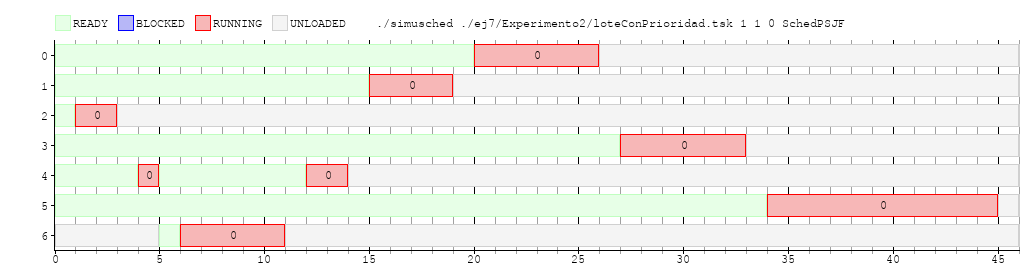 READY BLOCKED RUNNING UNLOADED ./simusched ./ej7/Experimento2/loteConPrioridad.tsk 1 1 0 SchedPSJF
0 0
1 0
2 0
3 0
4 0 0
5 0
6 0
0 5 10 15 20 25 30 35 40 45